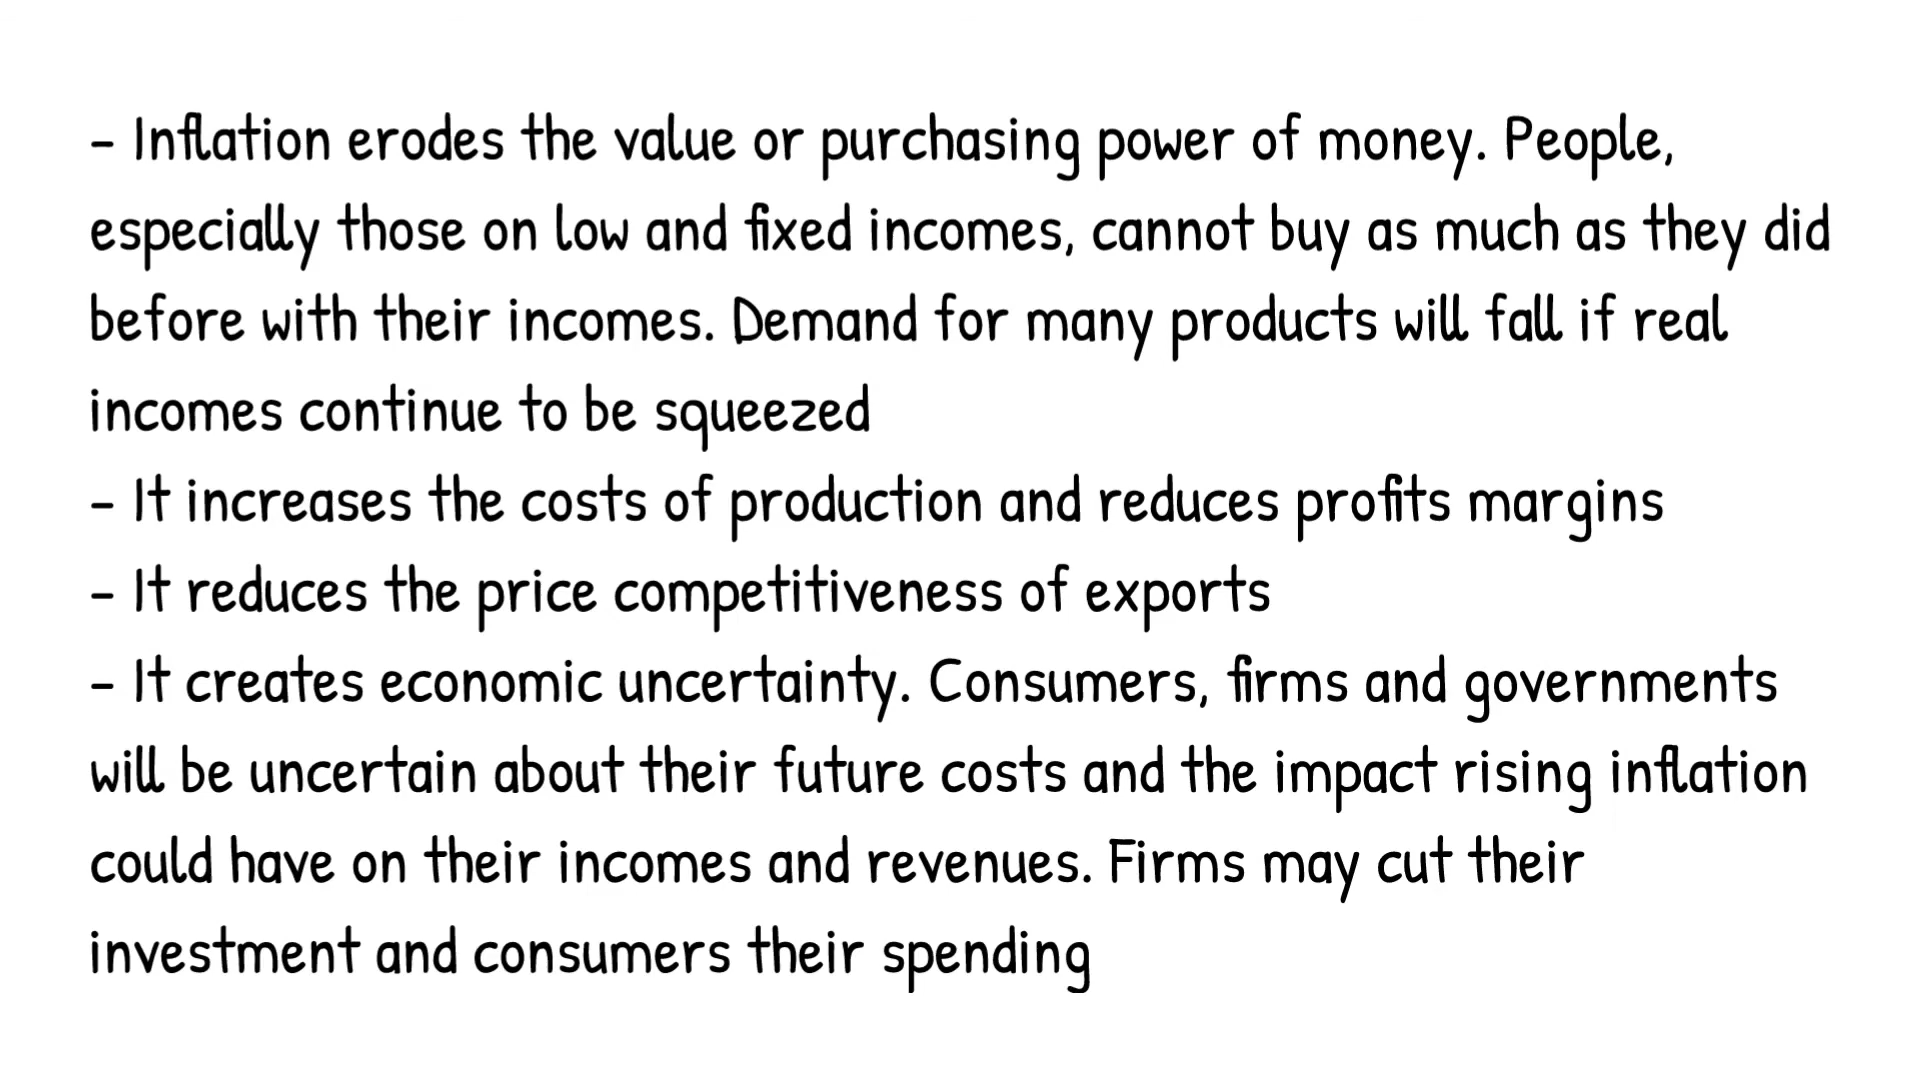 - Inflation erodes the value or purchasing power of money. People,
especially those on low and fixed incomes, cannot buy as much as they did
before with their incomes. Demand for many products will fall if real
incomes continue to be squeezed
- It increases the costs of production and reduces profits margins
- It reduces the price competitiveness of exports
- It creates economic uncertainty. Consumers, firms and governments
will be uncertain about their future costs and the impact rising inflation
could have on their incomes and revenues. Firms may cut their
investment and consumers their spending